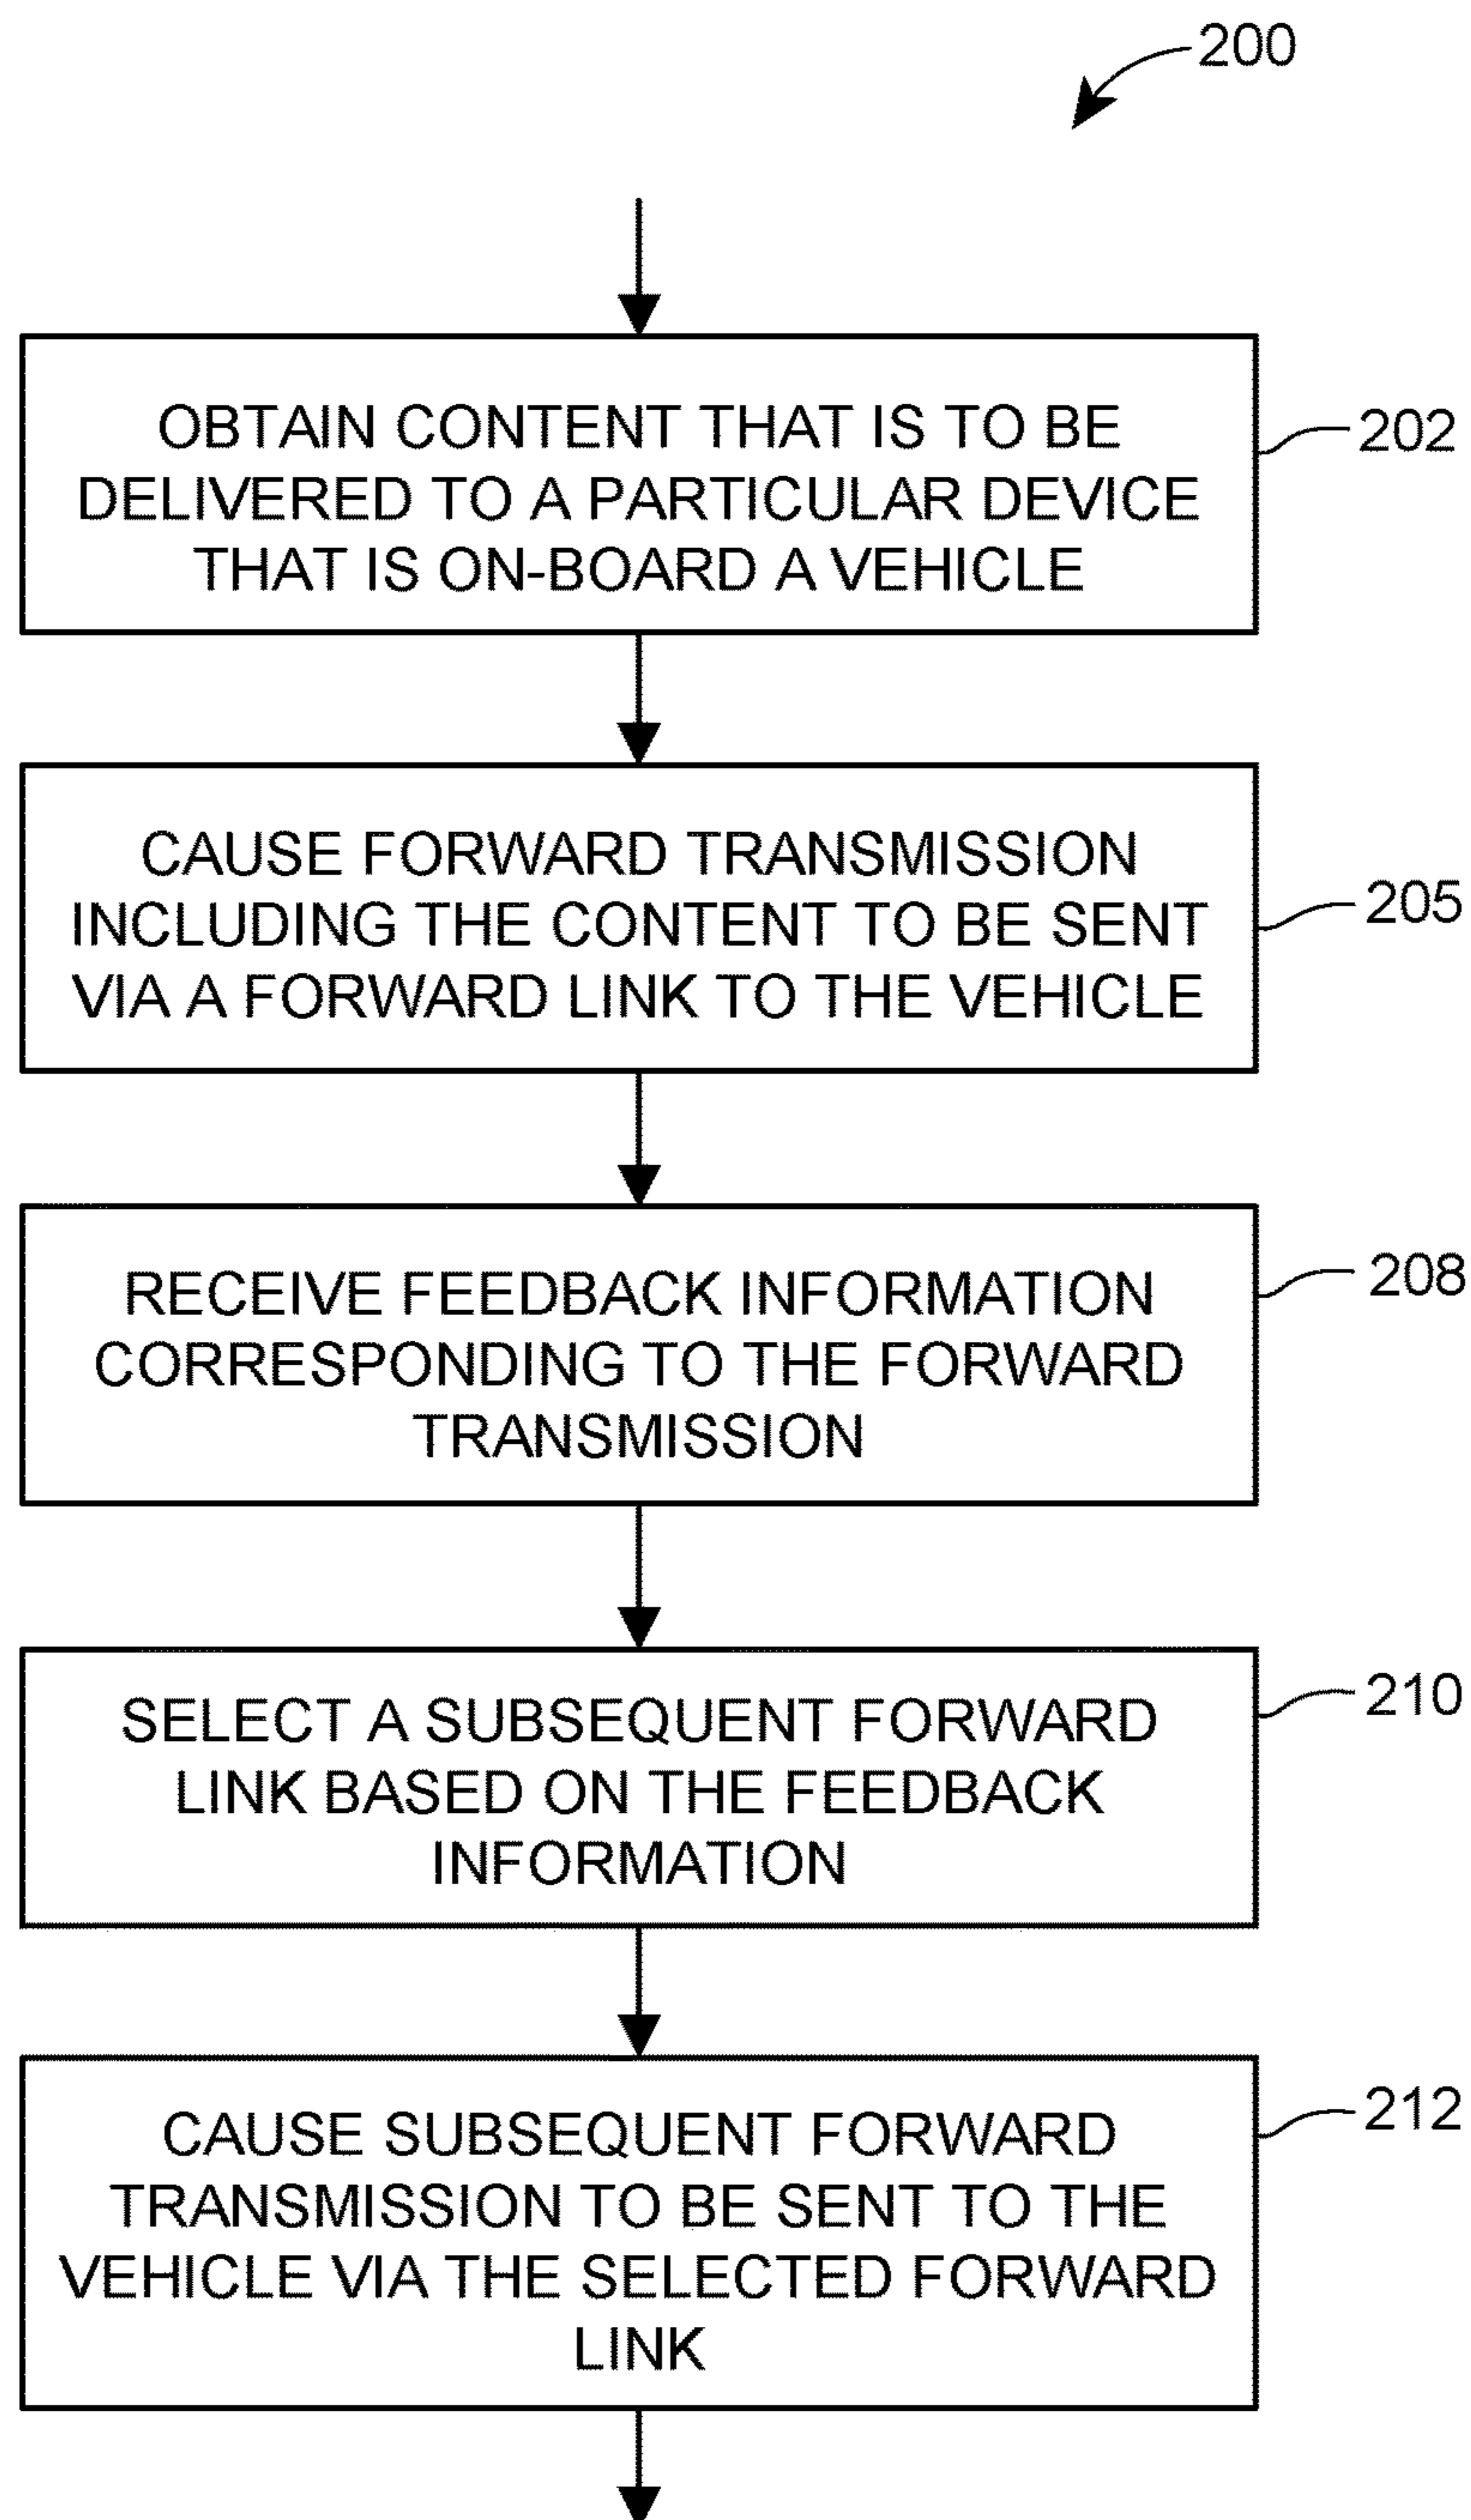 200
OBTAIN CONTENT THAT IS TO BE
DELIVERED TO A PARTICULAR DEVICE
THAT IS ON-BOARD A VEHICLE
202
CAUSE FORWARD TRANSMISSION
INCLUDING THE CONTENT TO BE SENT
VIA A FORWARD LINK TO THE VEHICLE
205
RECEIVE FEEDBACK INFORMATION
CORRESPONDING TO THE FORWARD
TRANSMISSION
208
SELECT A SUBSEQUENT FORWARD
LINK BASED ON THE FEEDBACK
INFORMATION
210
CAUSE SUBSEQUENT FORWARD
TRANSMISSION TO BE SENT TO THE
VEHICLE VIA THE SELECTED FORWARD
LINK
212